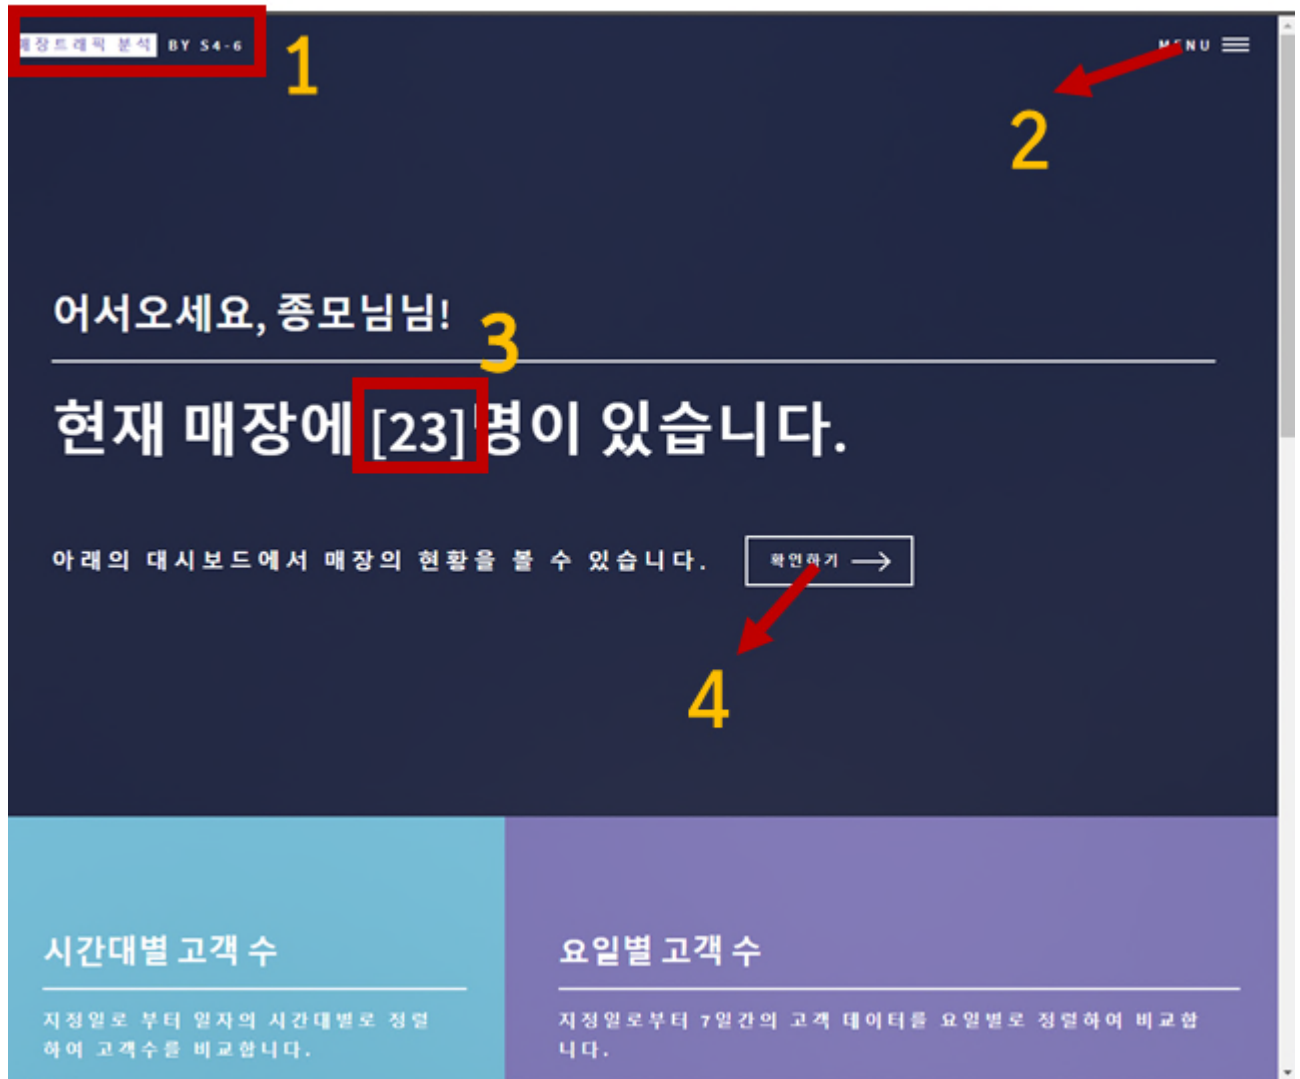 매장트래픽 분석 BY S4-6
1
MENU
2
어서오세요, 종모님님!
3
현재 매장에 [23]명이 있습니다.
아래의 대시보드에서 매장의 현황을 볼 수 있습니다.
확인하기
4
시간대별 고객 수
지정일로 부터 일자의 시간대별로 정렬
하여 고객수를 비교합니다.
요일별 고객 수
지정일로부터 7일간의 고객 데이터를 요일별로 정렬하여 비교합
니다.